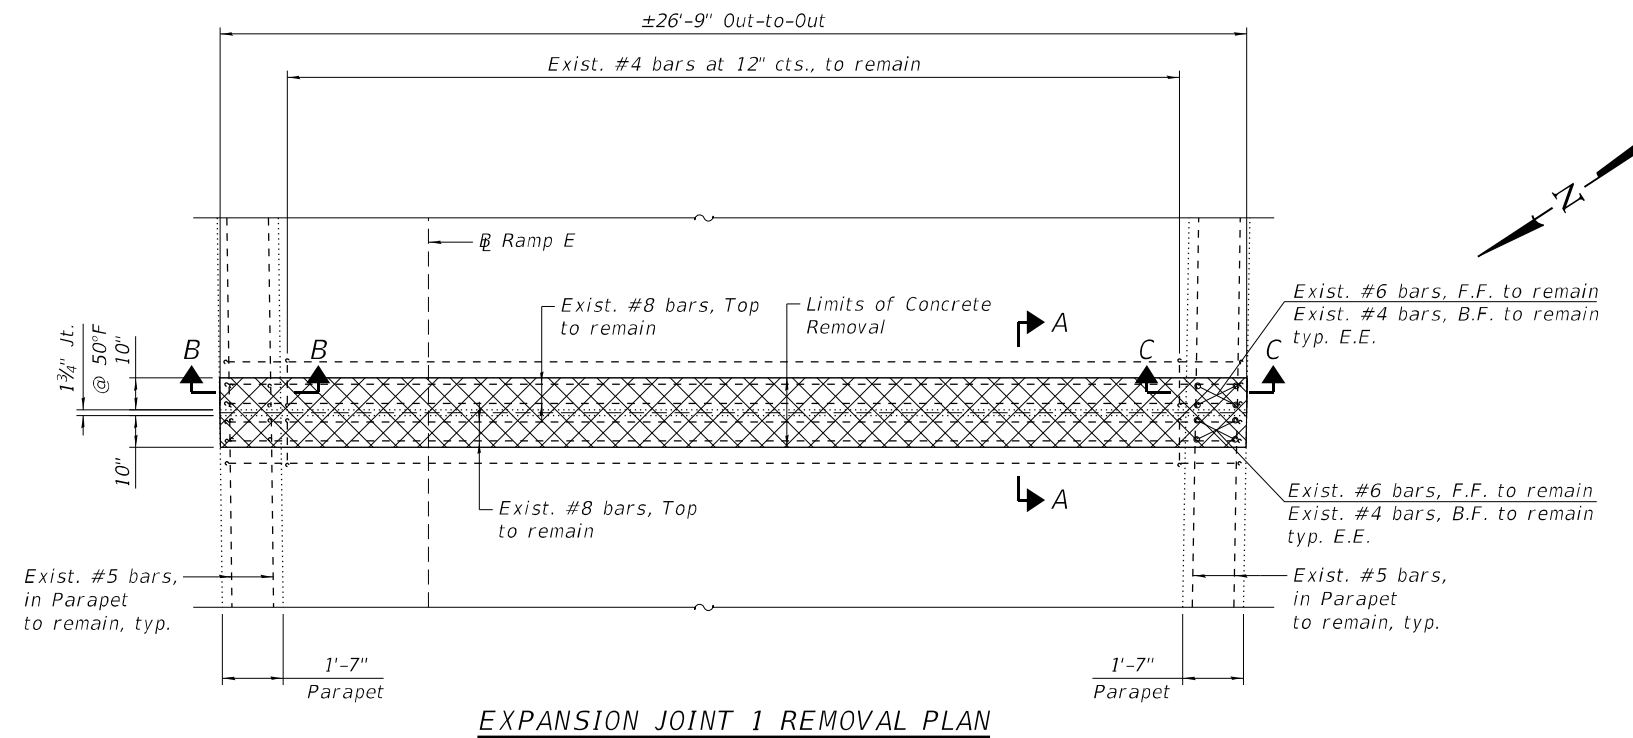 ±26'-9" Out-to-Out
Exist. #4 bars at 12" cts., to remain
N
BL Ramp E
Exist. #8 bars, Top
to remain
Limits of Concrete
Removal
A
Exist. #6 bars, F.F. to remain
Exist. #4 bars, B.F. to remain
typ. E.E.
1¾" Jt.
@ 50°F
10"
B
B
C
C
10"
A
Exist. #8 bars, Top
to remain
Exist. #6 bars, F.F. to remain
Exist. #4 bars, B.F. to remain
typ. E.E.
Exist. #5 bars,
in Parapet
to remain, typ.
Exist. #5 bars,
in Parapet
to remain, typ.
1'-7"
Parapet
1'-7"
Parapet
EXPANSION JOINT 1 REMOVAL PLAN